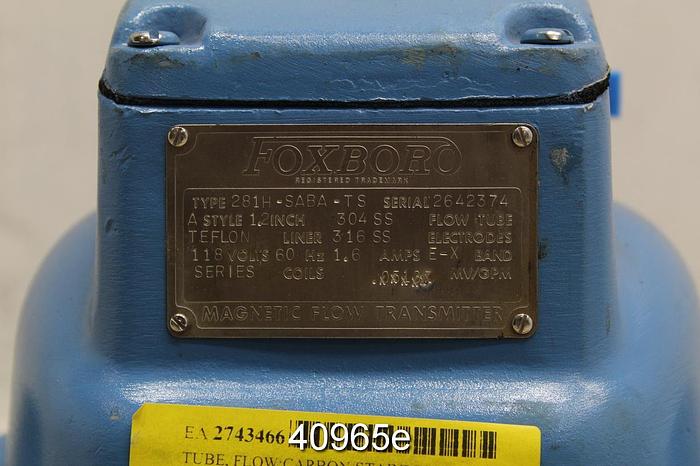 FOXBORO
REGISTERED TRADEMARK
TYPE 281H-SABA-TS SERIAL 2642374
A STYLE 1.2 INCH 304 SS FLOW TUBE
TEFLON LINER 316 SS ELECTRODES
118 VOLTS 60 Hz 1.6 AMPS E-X BAND
SERIES COILS MV/GPM
MAGNETIC FLOW TRANSMITTER
EA 2743466
40965e
TUBE, FLOW:CARBON